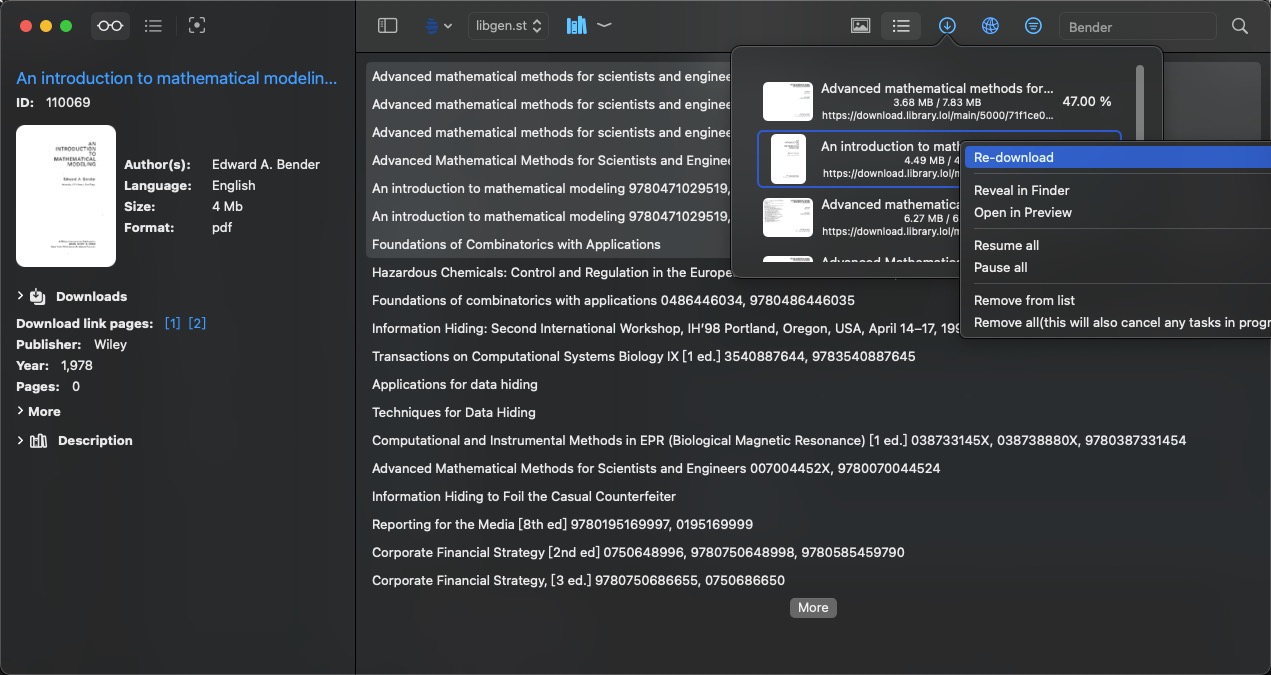 libgen.st
Bender
An introduction to mathematical modelin...
ID: 110069
AN
INTRODUCTION
TO
MATHEMATICAL
MODELING
Edward A. Bender
Author(s): Edward A. Bender
Language: English
Size: 4 Mb
Format: pdf
Downloads
Download link pages: [1] [2]
Publisher: Wiley
Year: 1,978
Pages: 0
More
Description
Advanced mathematical methods for scientists and enginee
Advanced mathematical methods for scientists and enginee
Advanced mathematical methods for scientists and enginee
Advanced Mathematical Methods for Scientists and Enginee
An introduction to mathematical modeling 9780471029519,
An introduction to mathematical modeling 9780471029519,
Foundations of Combinatorics with Applications
Hazardous Chemicals: Control and Regulation in the Europe
Foundations of combinatorics with applications 0486446034, 9780486446035
Information Hiding: Second International Workshop, IH'98 Portland, Oregon, USA, April 14–17, 199
Transactions on Computational Systems Biology IX [1 ed.] 3540887644, 9783540887645
Applications for data hiding
Techniques for Data Hiding
Computational and Instrumental Methods in EPR (Biological Magnetic Resonance) [1 ed.] 038733145X, 038738880X, 9780387331454
Advanced Mathematical Methods for Scientists and Engineers 007004452X, 9780070044524
Information Hiding to Foil the Casual Counterfeiter
Reporting for the Media [8th ed] 9780195169997, 0195169999
Corporate Financial Strategy [2nd ed] 0750648996, 9780750648998, 9780585459790
Corporate Financial Strategy, [3 ed.] 9780750686655, 0750686650
More
Advanced mathematical methods for...
3.68 MB / 7.83 MB
https://download.library.lol/main/5000/71f1ce0...
47.00 %
An introduction to math
4.49 MB / 4
https://download.library.lol/m
Advanced mathematica
6.27 MB / 6.
https://download.library.lol/m
Advanced Mathematic
Re-download
Reveal in Finder
Open in Preview
Resume all
Pause all
Remove from list
Remove all(this will also cancel any tasks in progr